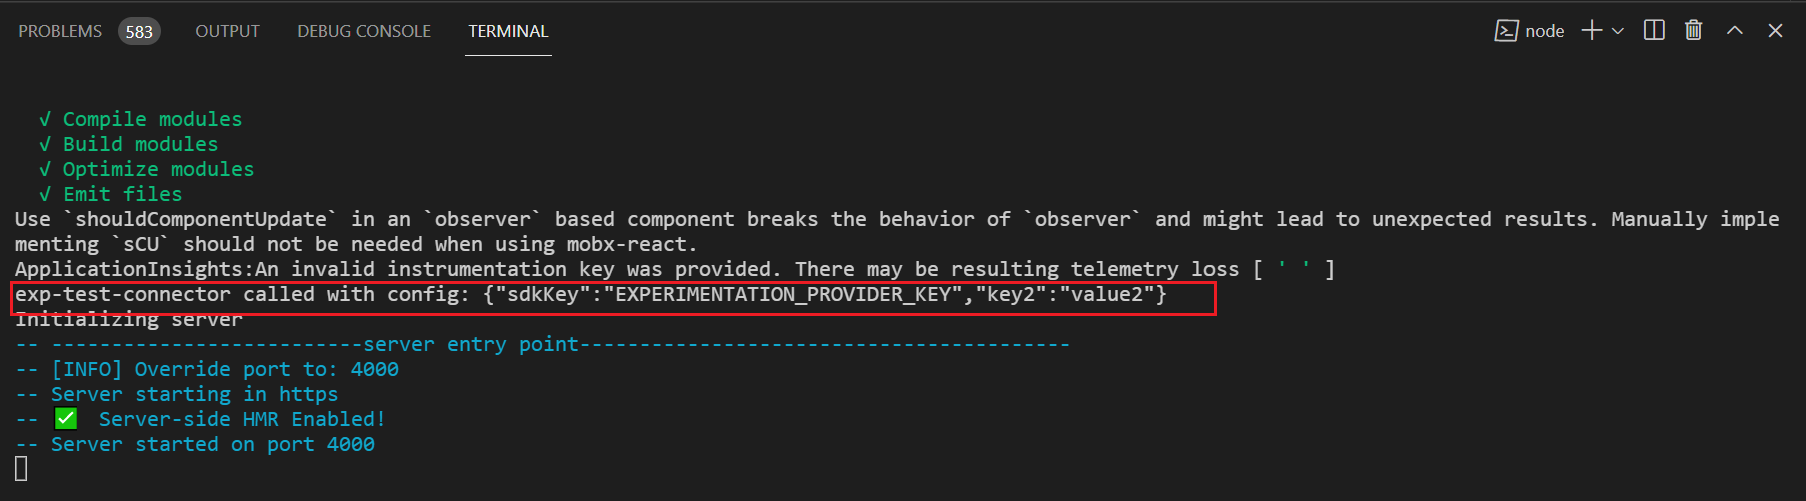 PROBLEMS 583 OUTPUT DEBUG CONSOLE TERMINAL node
√ Compile modules
√ Build modules
√ Optimize modules
√ Emit files
Use `shouldComponentUpdate` in an `observer` based component breaks the behavior of `observer` and might lead to unexpected results. Manually imple
menting `sCU` should not be needed when using mobx-react.
ApplicationInsights:An invalid instrumentation key was provided. There may be resulting telemetry loss [ ' ' ]
exp-test-connector called with config: {"sdkKey":"EXPERIMENTATION_PROVIDER_KEY","key2":"value2"}
Initializing server
-- --------------------------server entry point-----------------------------------------
-- [INFO] Override port to: 4000
-- Server starting in https
-- ✅ Server-side HMR Enabled!
-- Server started on port 4000